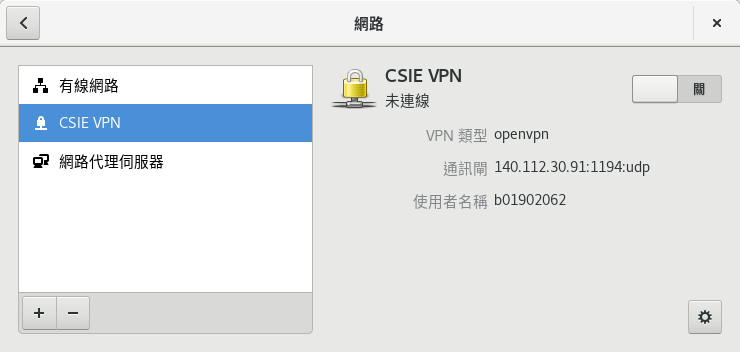 網路
有線網路
CSIE VPN
網路代理伺服器
CSIE VPN
未連線
關
VPN 類型 openvpn
通訊閘 140.112.30.91:1194:udp
使用者名稱 b01902062